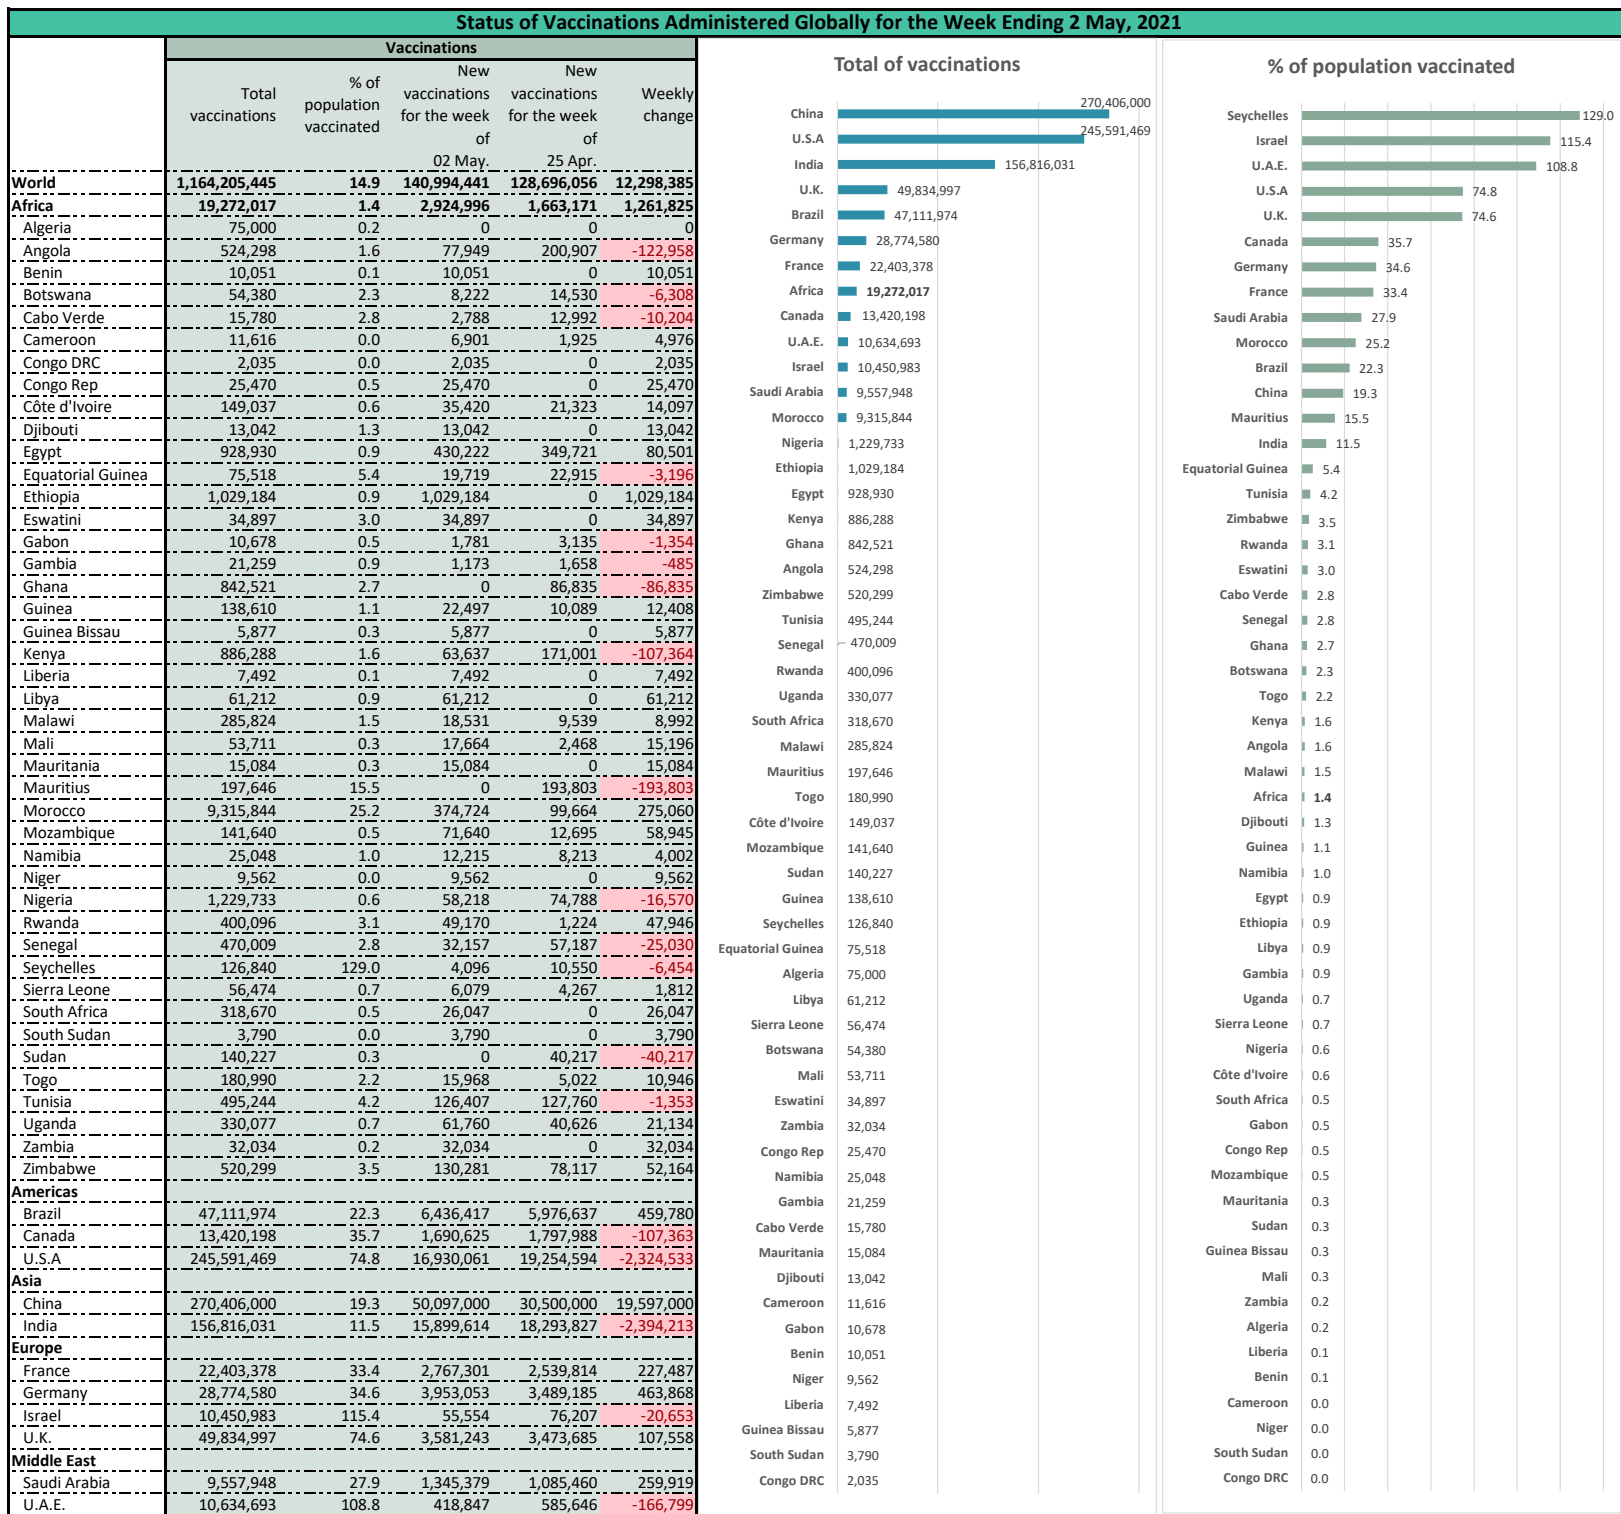 Status of Vaccinations Administered Globally for the Week Ending 2 May, 2021
Vaccinations
Total vaccinations
% of population vaccinated
New vaccinations for the week of 02 May.
New vaccinations for the week of 25 Apr.
Weekly change
World 1,164,205,445 14.9 140,994,441 128,696,056 12,298,385
Africa 19,272,017 1.4 2,924,996 1,663,171 1,261,825
Algeria 75,000 0.2 0 0 0
Angola 524,298 1.6 77,949 200,907 -122,958
Benin 10,051 0.1 10,051 0 10,051
Botswana 54,380 2.3 8,222 14,530 -6,308
Cabo Verde 15,780 2.8 2,788 12,992 -10,204
Cameroon 11,616 0.0 6,901 1,925 4,976
Congo DRC 2,035 0.0 2,035 0 2,035
Congo Rep 25,470 0.5 25,470 0 25,470
Côte d'Ivoire 149,037 0.6 35,420 21,323 14,097
Djibouti 13,042 1.3 13,042 0 13,042
Egypt 928,930 0.9 430,222 349,721 80,501
Equatorial Guinea 75,518 5.4 19,719 22,915 -3,196
Ethiopia 1,029,184 0.9 1,029,184 0 1,029,184
Eswatini 34,897 3.0 34,897 0 34,897
Gabon 10,678 0.5 1,781 3,135 -1,354
Gambia 21,259 0.9 1,173 1,658 -485
Ghana 842,521 2.7 0 86,835 -86,835
Guinea 138,610 1.1 22,497 10,089 12,408
Guinea Bissau 5,877 0.3 5,877 0 5,877
Kenya 886,288 1.6 63,637 171,001 -107,364
Liberia 7,492 0.1 7,492 0 7,492
Libya 61,212 0.9 61,212 0 61,212
Malawi 285,824 1.5 18,531 9,539 8,992
Mali 53,711 0.3 17,664 2,468 15,196
Mauritania 15,084 0.3 15,084 0 15,084
Mauritius 197,646 15.5 0 193,803 -193,803
Morocco 9,315,844 25.2 374,724 99,664 275,060
Mozambique 141,640 0.5 71,640 12,695 58,945
Namibia 25,048 1.0 12,215 8,213 4,002
Niger 9,562 0.0 9,562 0 9,562
Nigeria 1,229,733 0.6 58,218 74,788 -16,570
Rwanda 400,096 3.1 49,170 1,224 47,946
Senegal 470,009 2.8 32,157 57,187 -25,030
Seychelles 126,840 129.0 4,096 10,550 -6,454
Sierra Leone 56,474 0.7 6,079 4,267 1,812
South Africa 318,670 0.5 26,047 0 26,047
South Sudan 3,790 0.0 3,790 0 3,790
Sudan 140,227 0.3 0 40,217 -40,217
Togo 180,990 2.2 15,968 5,022 10,946
Tunisia 495,244 4.2 126,407 127,760 -1,353
Uganda 330,077 0.7 61,760 40,626 21,134
Zambia 32,034 0.2 32,034 0 32,034
Zimbabwe 520,299 3.5 130,281 78,117 52,164
Americas
Brazil 47,111,974 22.3 6,436,417 5,976,637 459,780
Canada 13,420,198 35.7 1,690,625 1,797,988 -107,363
U.S.A 245,591,469 74.8 16,930,061 19,254,594 -2,324,533
Asia
China 270,406,000 19.3 50,097,000 30,500,000 19,597,000
India 156,816,031 11.5 15,899,614 18,293,827 -2,394,213
Europe
France 22,403,378 33.4 2,767,301 2,539,814 227,487
Germany 28,774,580 34.6 3,953,053 3,489,185 463,868
Israel 10,450,983 115.4 55,554 76,207 -20,653
U.K. 49,834,997 74.6 3,581,243 3,473,685 107,558
Middle East
Saudi Arabia 9,557,948 27.9 1,345,379 1,085,460 259,919
U.A.E. 10,634,693 108.8 418,847 585,646 -166,799
Total of vaccinations
China 270,406,000
U.S.A 245,591,469
India 156,816,031
U.K. 49,834,997
Brazil 47,111,974
Germany 28,774,580
France 22,403,378
Africa 19,272,017
Canada 13,420,198
U.A.E. 10,634,693
Israel 10,450,983
Saudi Arabia 9,557,948
Morocco 9,315,844
Nigeria 1,229,733
Ethiopia 1,029,184
Egypt 928,930
Kenya 886,288
Ghana 842,521
Angola 524,298
Zimbabwe 520,299
Tunisia 495,244
Senegal 470,009
Rwanda 400,096
Uganda 330,077
South Africa 318,670
Malawi 285,824
Mauritius 197,646
Togo 180,990
Côte d'Ivoire 149,037
Mozambique 141,640
Sudan 140,227
Guinea 138,610
Seychelles 126,840
Equatorial Guinea 75,518
Algeria 75,000
Libya 61,212
Sierra Leone 56,474
Botswana 54,380
Mali 53,711
Eswatini 34,897
Zambia 32,034
Congo Rep 25,470
Namibia 25,048
Gambia 21,259
Cabo Verde 15,780
Mauritania 15,084
Djibouti 13,042
Cameroon 11,616
Gabon 10,678
Benin 10,051
Niger 9,562
Liberia 7,492
Guinea Bissau 5,877
South Sudan 3,790
Congo DRC 2,035
% of population vaccinated
Seychelles 129.0
Israel 115.4
U.A.E. 108.8
U.S.A 74.8
U.K. 74.6
Canada 35.7
Germany 34.6
France 33.4
Saudi Arabia 27.9
Morocco 25.2
Brazil 22.3
China 19.3
Mauritius 15.5
India 11.5
Equatorial Guinea 5.4
Tunisia 4.2
Zimbabwe 3.5
Rwanda 3.1
Eswatini 3.0
Cabo Verde 2.8
Senegal 2.8
Ghana 2.7
Botswana 2.3
Togo 2.2
Kenya 1.6
Angola 1.6
Malawi 1.5
Africa 1.4
Djibouti 1.3
Guinea 1.1
Namibia 1.0
Egypt 0.9
Ethiopia 0.9
Libya 0.9
Gambia 0.9
Uganda 0.7
Sierra Leone 0.7
Nigeria 0.6
Côte d'Ivoire 0.6
South Africa 0.5
Gabon 0.5
Congo Rep 0.5
Mozambique 0.5
Mauritania 0.3
Sudan 0.3
Guinea Bissau 0.3
Mali 0.3
Zambia 0.2
Algeria 0.2
Liberia 0.1
Benin 0.1
Cameroon 0.0
Niger 0.0
South Sudan 0.0
Congo DRC 0.0